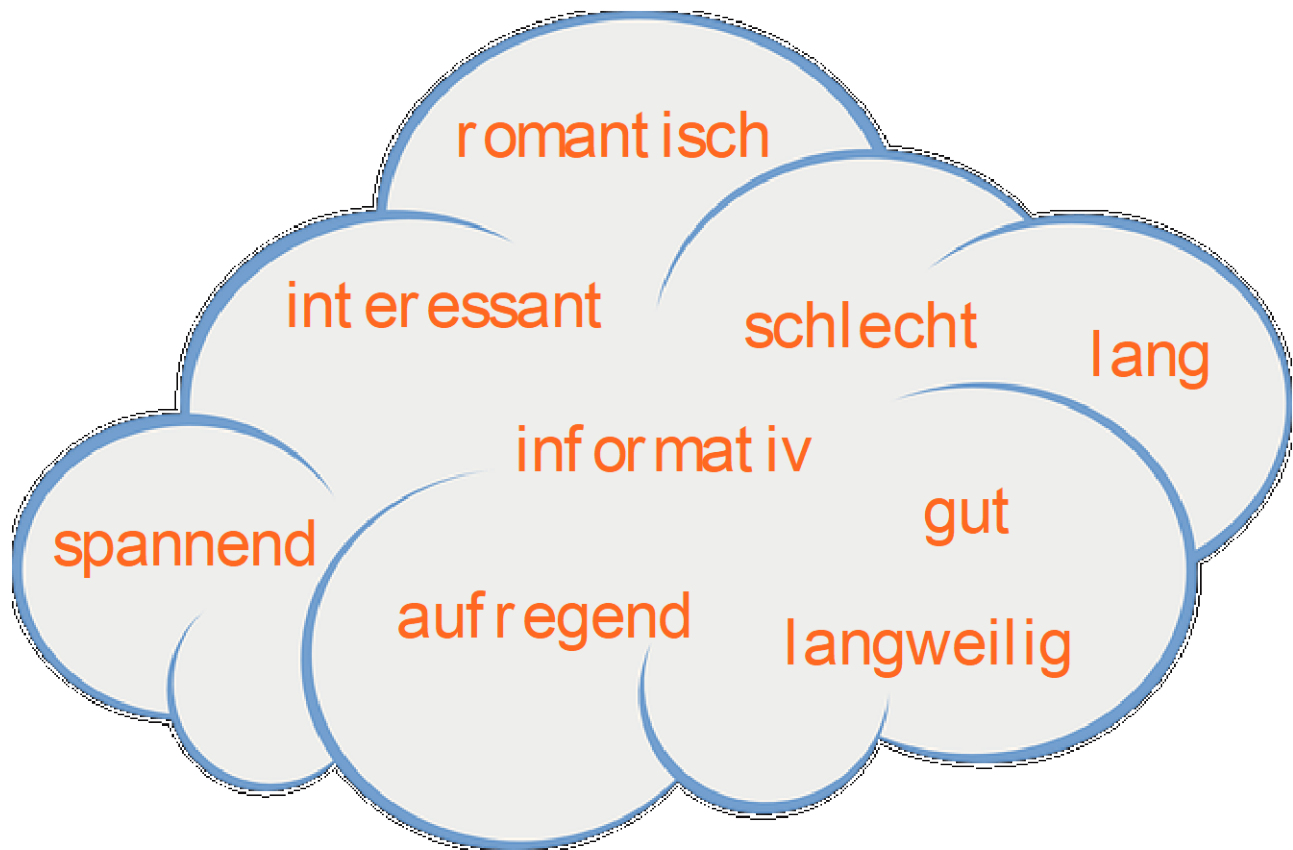 romantisch
interessant
schlecht
lang
informativ
gut
spannend
aufregend
langweilig